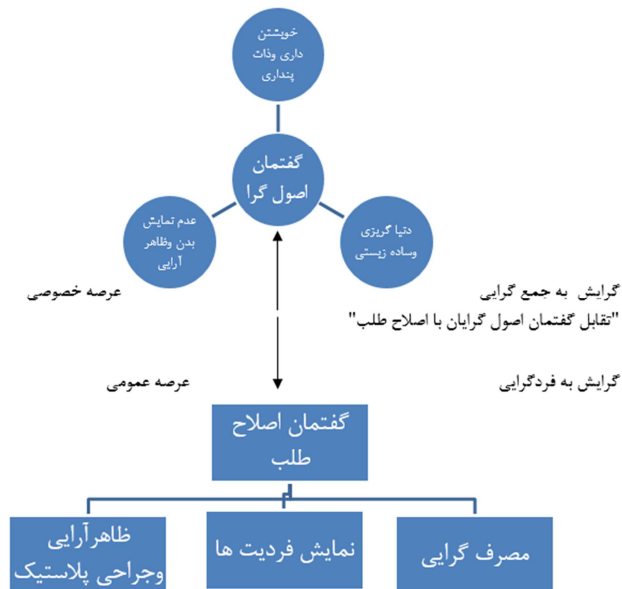 خویشتن
داری وذات
پنداری
گفتمان
اصول گرا
دنیا گریزی
وساده زیستی
عدم نمایش
بدن وظاهر
آرایی
گرایش به جمع گرایی
عرصه خصوصی
"تقابل گفتمان اصول گرایان با اصلاح طلب"
گرایش به فردگرایی
عرصه عمومی
گفتمان اصلاح
طلب
مصرف گرایی
نمایش فردیت ها
ظاهرآرایی
وجراحی پلاستیک